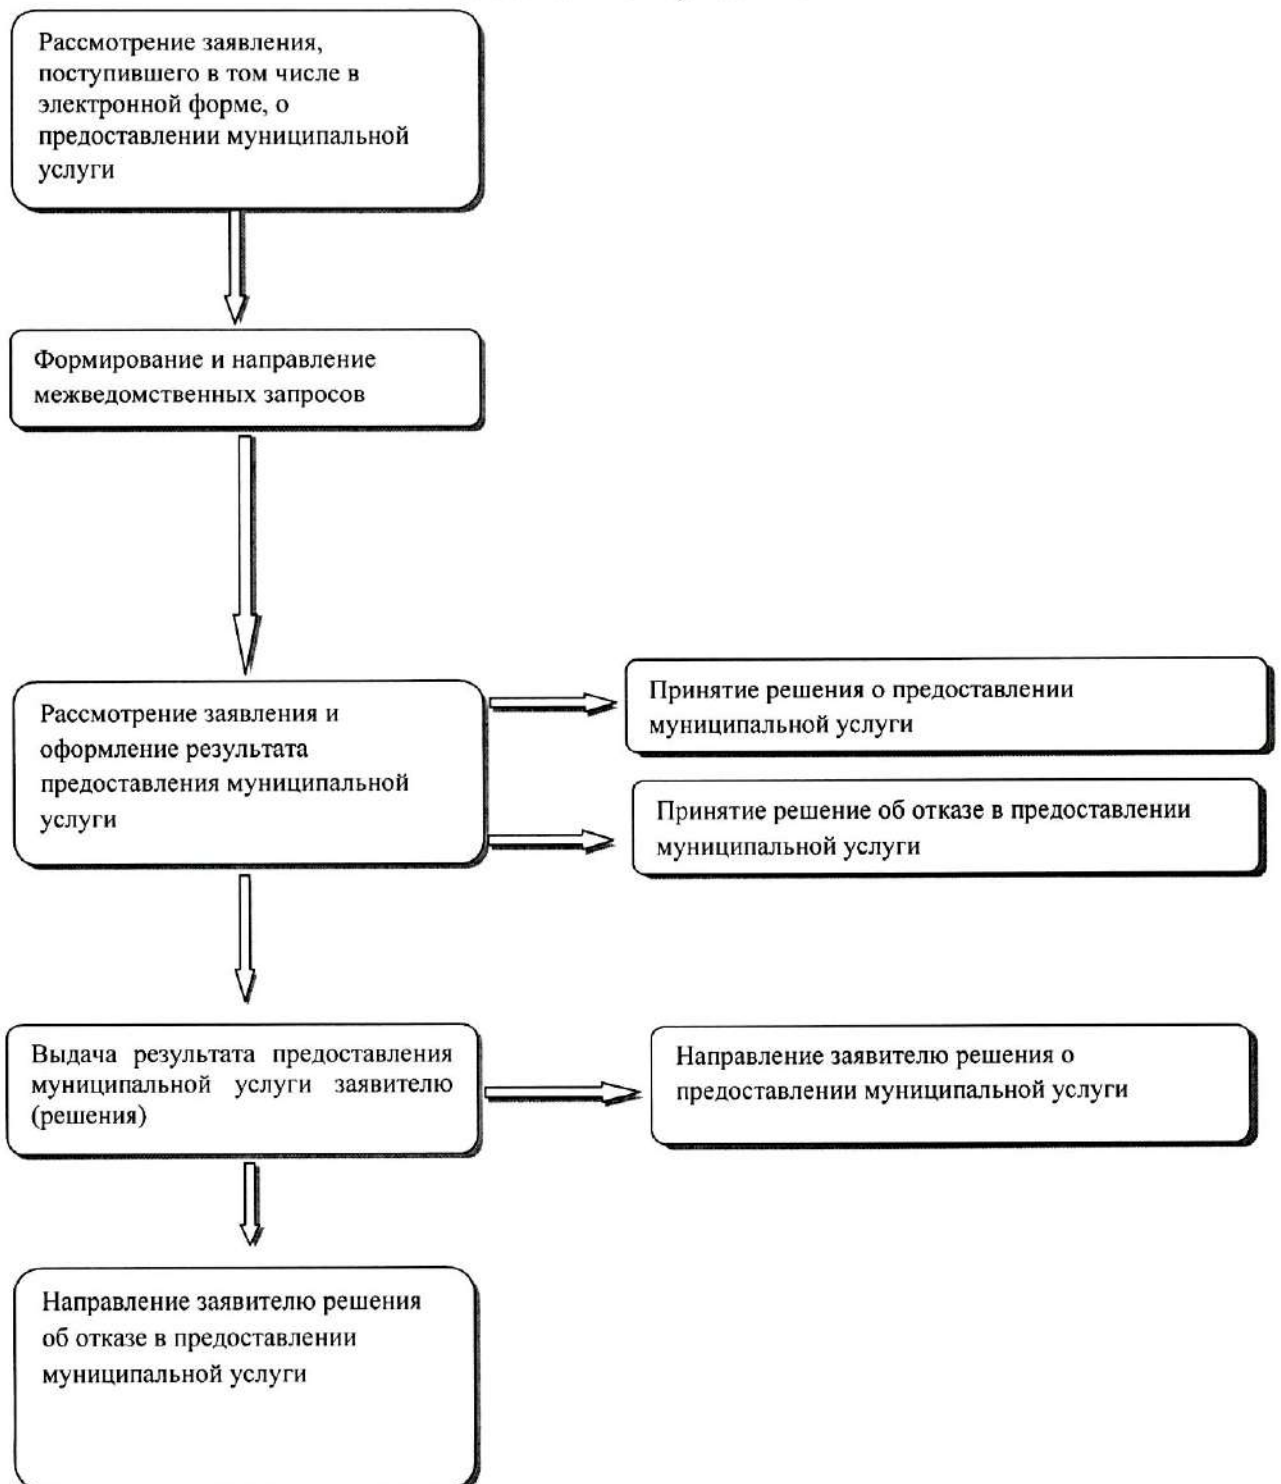 Рассмотрение заявления,
поступившего в том числе в
электронной форме, о
предоставлении муниципальной
услуги
Формирование и направление
межведомственных запросов
Рассмотрение заявления и
оформление результата
предоставления муниципальной
услуги
Принятие решения о предоставлении
муниципальной услуги
Принятие решение об отказе в предоставлении
муниципальной услуги
Выдача результата предоставления
муниципальной услуги заявителю
(решения)
Направление заявителю решения о
предоставлении муниципальной услуги
Направление заявителю решения
об отказе в предоставлении
муниципальной услуги